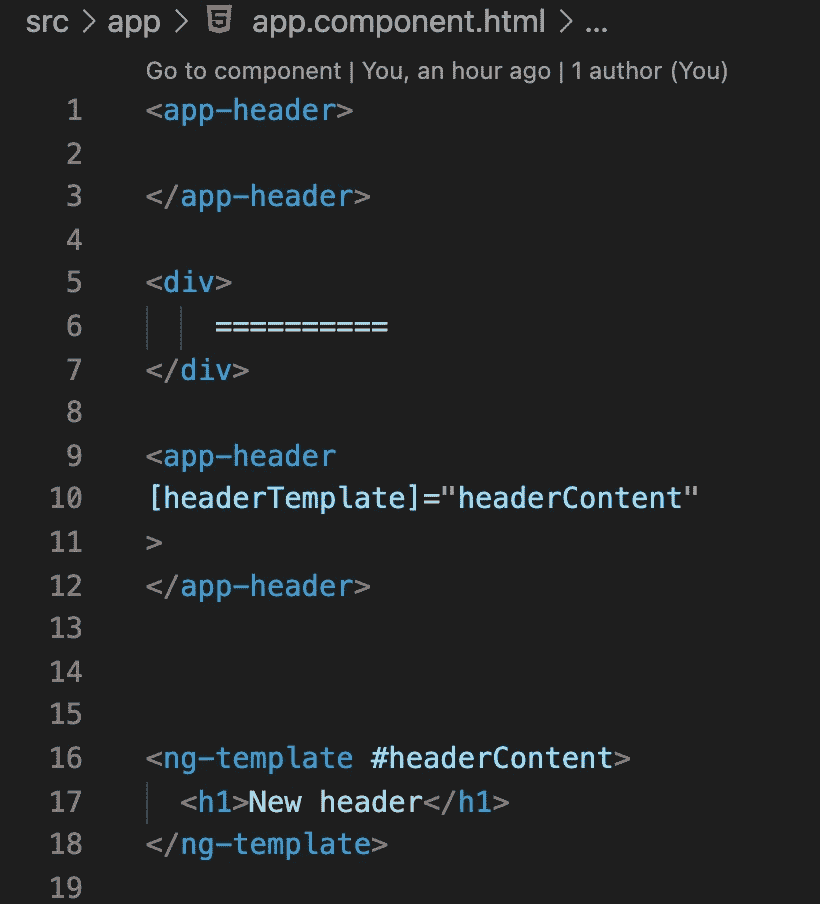 src > app > app.component.html > ...
Go to component | You, an hour ago | 1 author (You)
1 <app-header>
2
3 </app-header>
4
5 <div>
6 ==========
7 </div>
8
9 <app-header
10 [headerTemplate]="headerContent"
11 >
12 </app-header>
13
14
15
16 <ng-template #headerContent>
17 <h1>New header</h1>
18 </ng-template>
19